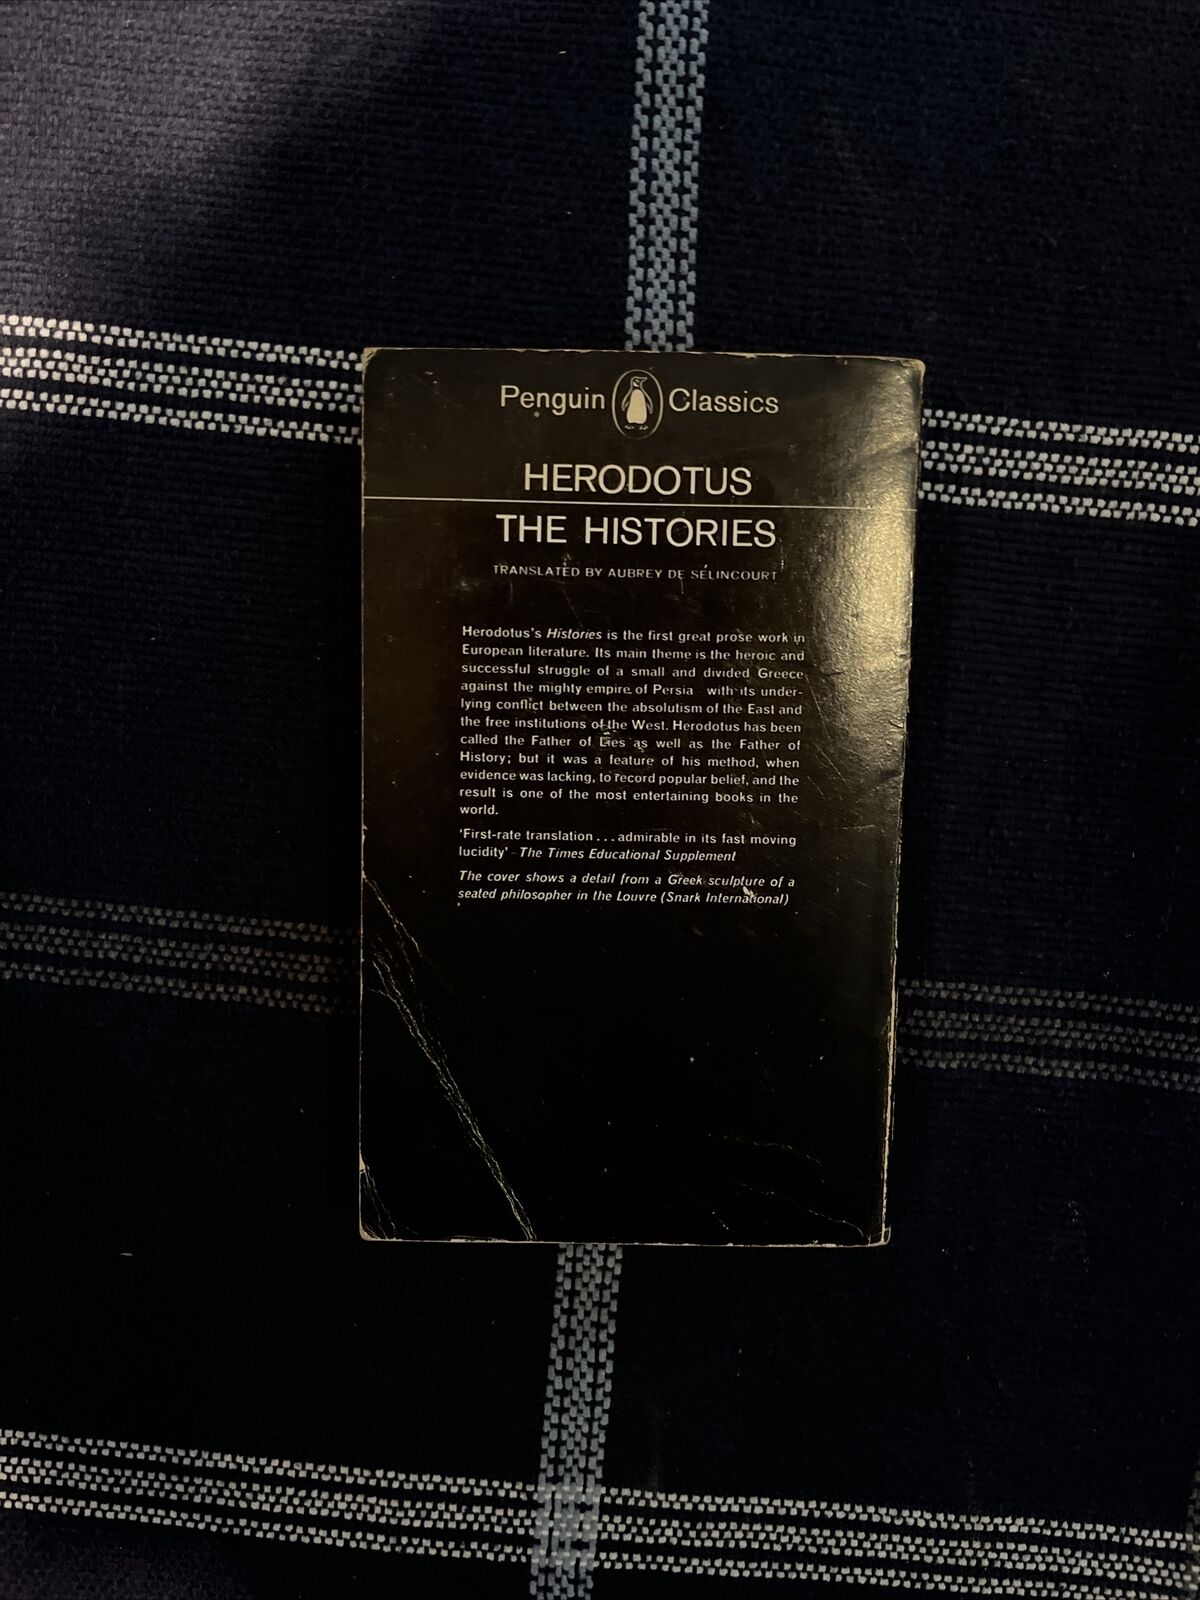 Penguin Classics
HERODOTUS
THE HISTORIES
TRANSLATED BY AUBREY DE SÉLINCOURT
Herodotus's Histories is the first great prose work in
European literature. Its main theme is the heroic and
successful struggle of a small and divided Greece
against the mighty empire of Persia with its under-
lying conflict between the absolutism of the East and
the free institutions of the West. Herodotus has been
called the Father of Lies as well as the Father of
History; but it was a feature of his method, when
evidence was lacking, to record popular belief, and the
result is one of the most entertaining books in the
world.
'First-rate translation ... admirable in its fast moving
lucidity' - The Times Educational Supplement
The cover shows a detail from a Greek sculpture of a
seated philosopher in the Louvre (Snark International)